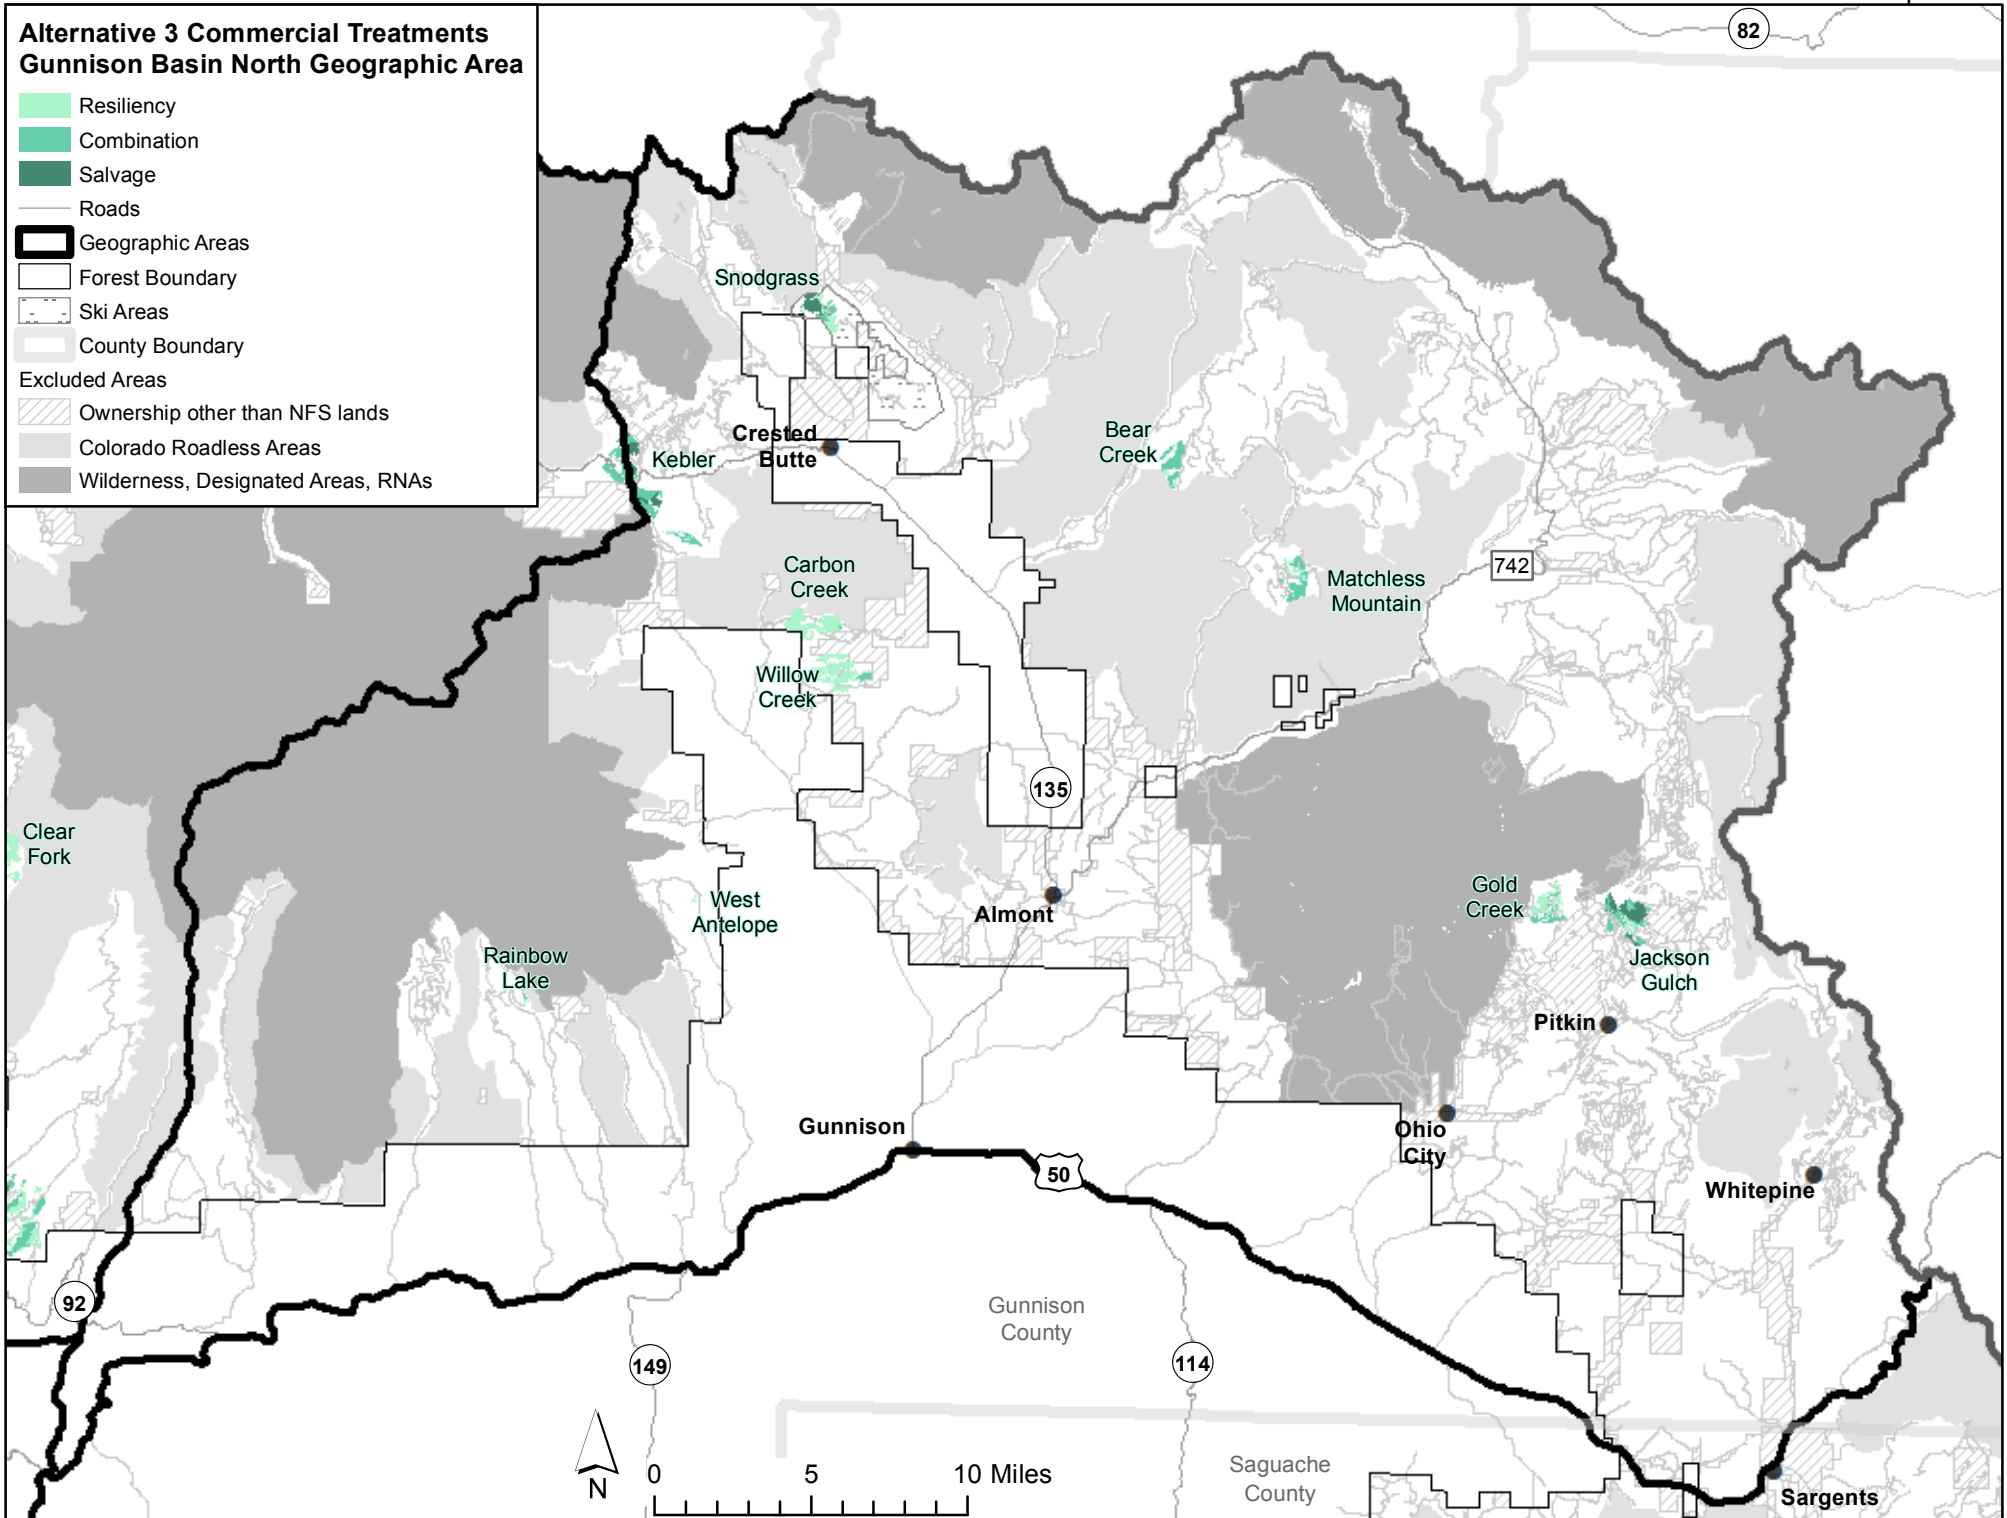 Alternative 3 Commercial Treatments
Gunnison Basin North Geographic Area
Resiliency
Combination
Salvage
Roads
Geographic Areas
Forest Boundary
Ski Areas
County Boundary
Excluded Areas
Ownership other than NFS lands
Colorado Roadless Areas
Wilderness, Designated Areas, RNAs
82
Snodgrass
Crested
Butte
Kebler
Bear
Creek
Carbon
Creek
Matchless
Mountain
742
Willow
Creek
135
Clear
Fork
West
Antelope
Almont
Gold
Creek
Rainbow
Lake
Jackson
Gulch
Pitkin
Gunnison
Ohio
City
50
Whitepine
92
Gunnison
County
149
114
N
0 5 10 Miles
Saguache
County
Sargents